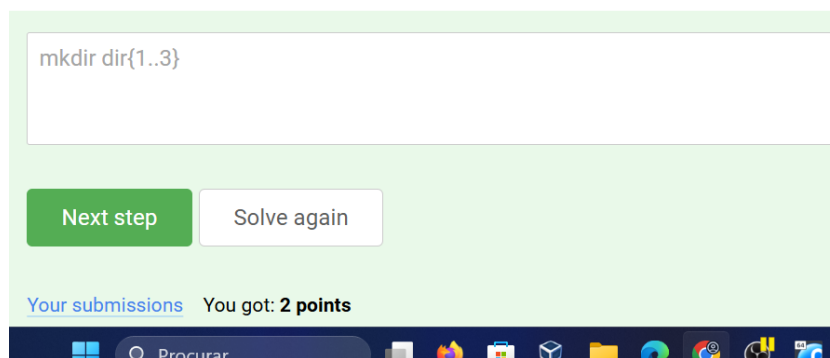 mkdir dir{1..3}
Next step Solve again
Your submissions You got: 2 points
Procurar